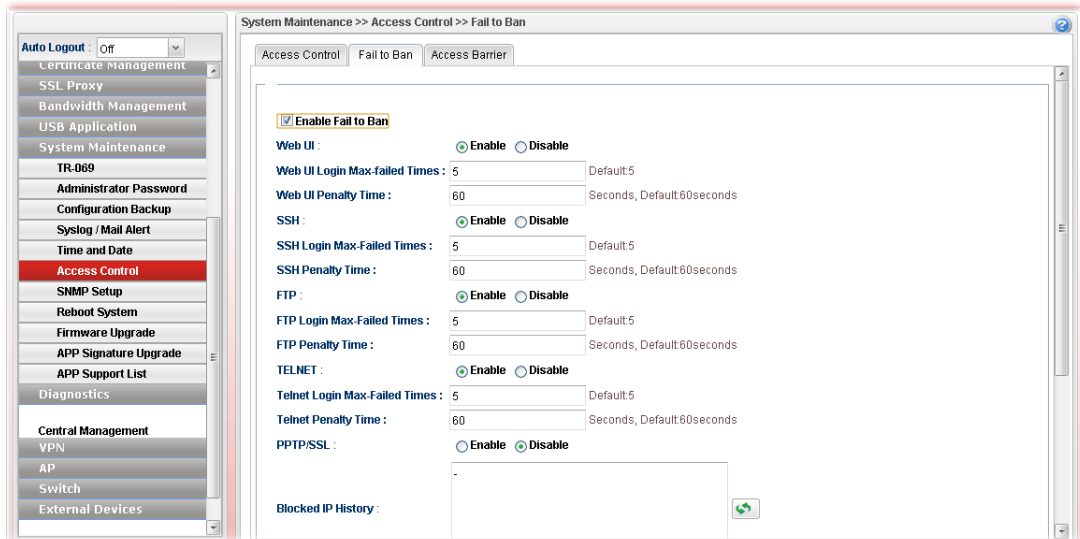 System Maintenance >> Access Control >> Fail to Ban
Auto Logout : Off
Certificate Management
SSL Proxy
Bandwidth Management
USB Application
System Maintenance
TR-069
Administrator Password
Configuration Backup
Syslog / Mail Alert
Time and Date
Access Control
SNMP Setup
Reboot System
Firmware Upgrade
APP Signature Upgrade
APP Support List
Diagnostics
Central Management
VPN
AP
Switch
External Devices
Access Control Fail to Ban Access Barrier
Enable Fail to Ban
Web UI : Enable Disable
Web UI Login Max-failed Times : 5 Default:5
Web UI Penalty Time : 60 Seconds, Default:60seconds
SSH : Enable Disable
SSH Login Max-Failed Times : 5 Default:5
SSH Penalty Time : 60 Seconds, Default:60seconds
FTP : Enable Disable
FTP Login Max-Failed Times : 5 Default:5
FTP Penalty Time : 60 Seconds, Default:60seconds
TELNET : Enable Disable
Telnet Login Max-Failed Times : 5 Default:5
Telnet Penalty Time : 60 Seconds, Default:60seconds
PPTP/SSL : Enable Disable
-
Blocked IP History :